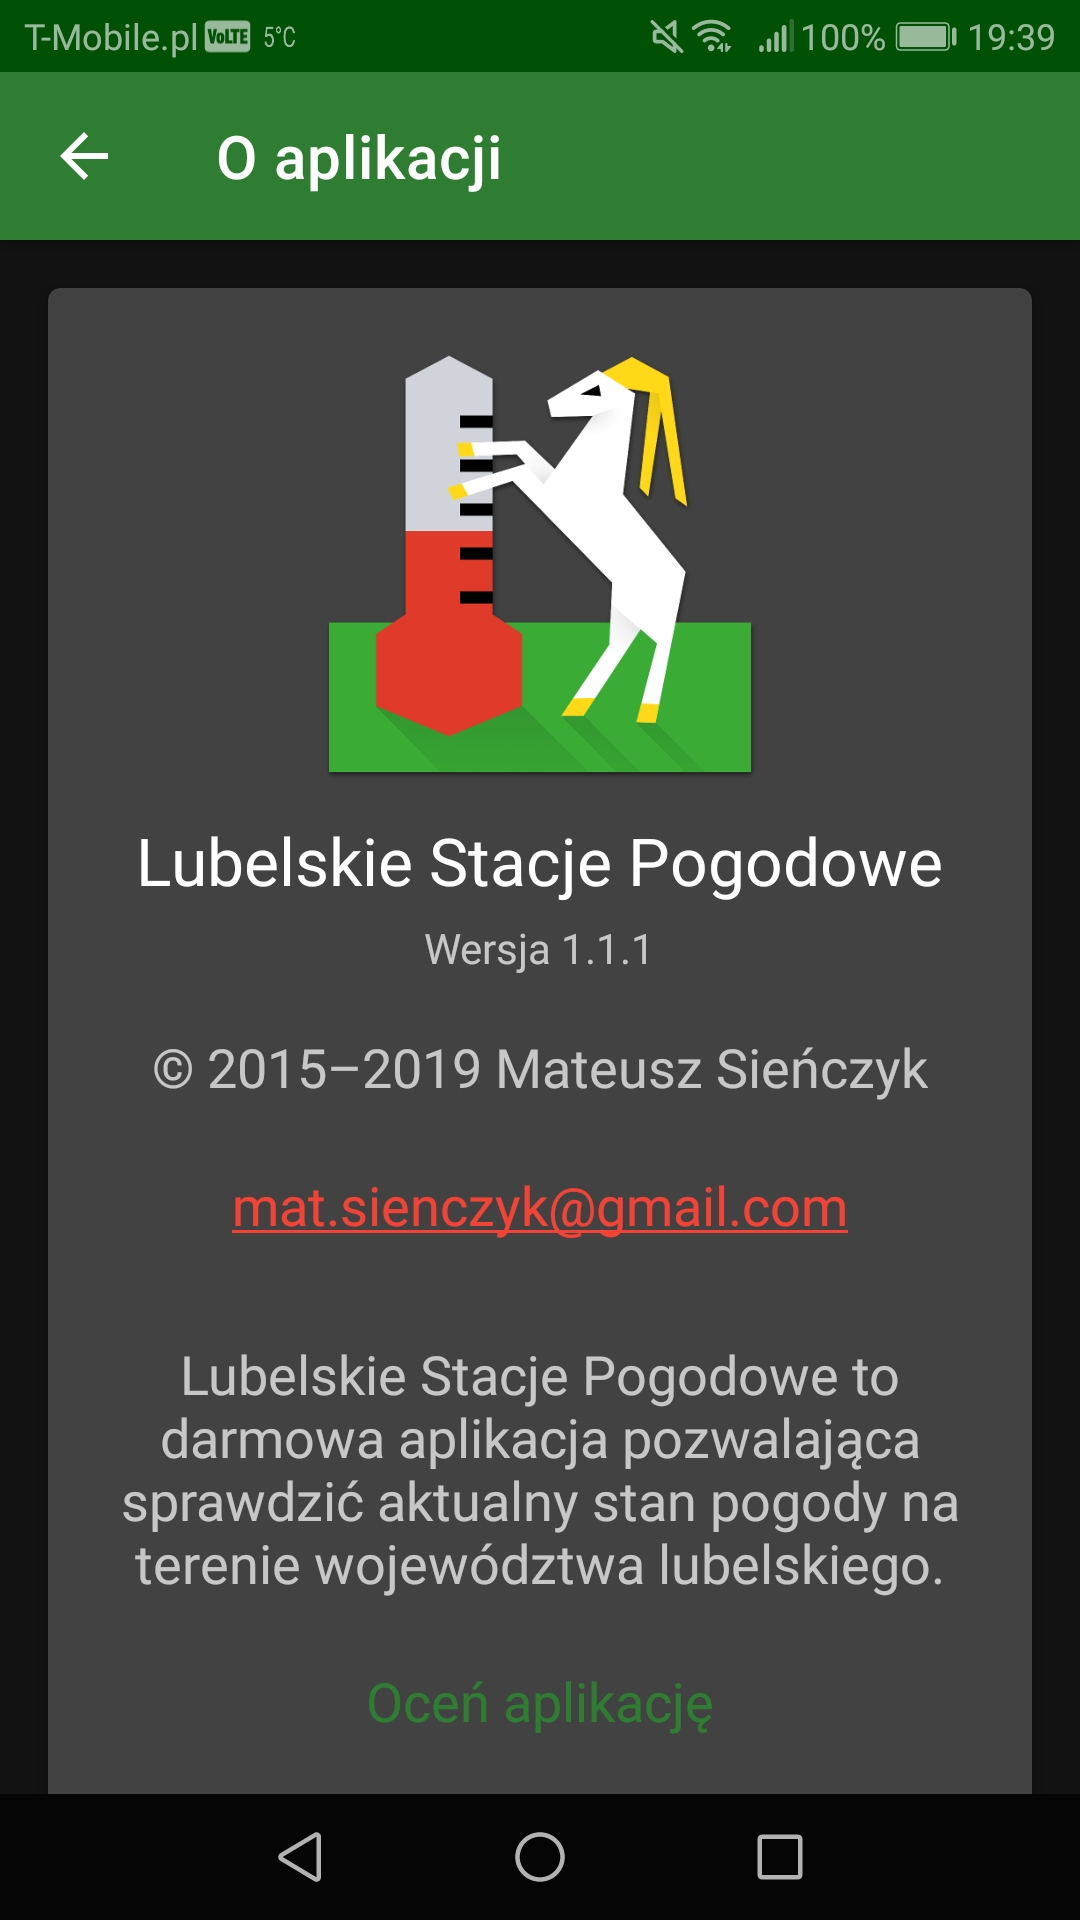 T-Mobile.pl VoLTE 5°C 100% 19:39
O aplikacji
Lubelskie Stacje Pogodowe
Wersja 1.1.1
© 2015–2019 Mateusz Sieńczyk
mat.sienczyk@gmail.com
Lubelskie Stacje Pogodowe to
darmowa aplikacja pozwalająca
sprawdzić aktualny stan pogody na
terenie województwa lubelskiego.
Oceń aplikację